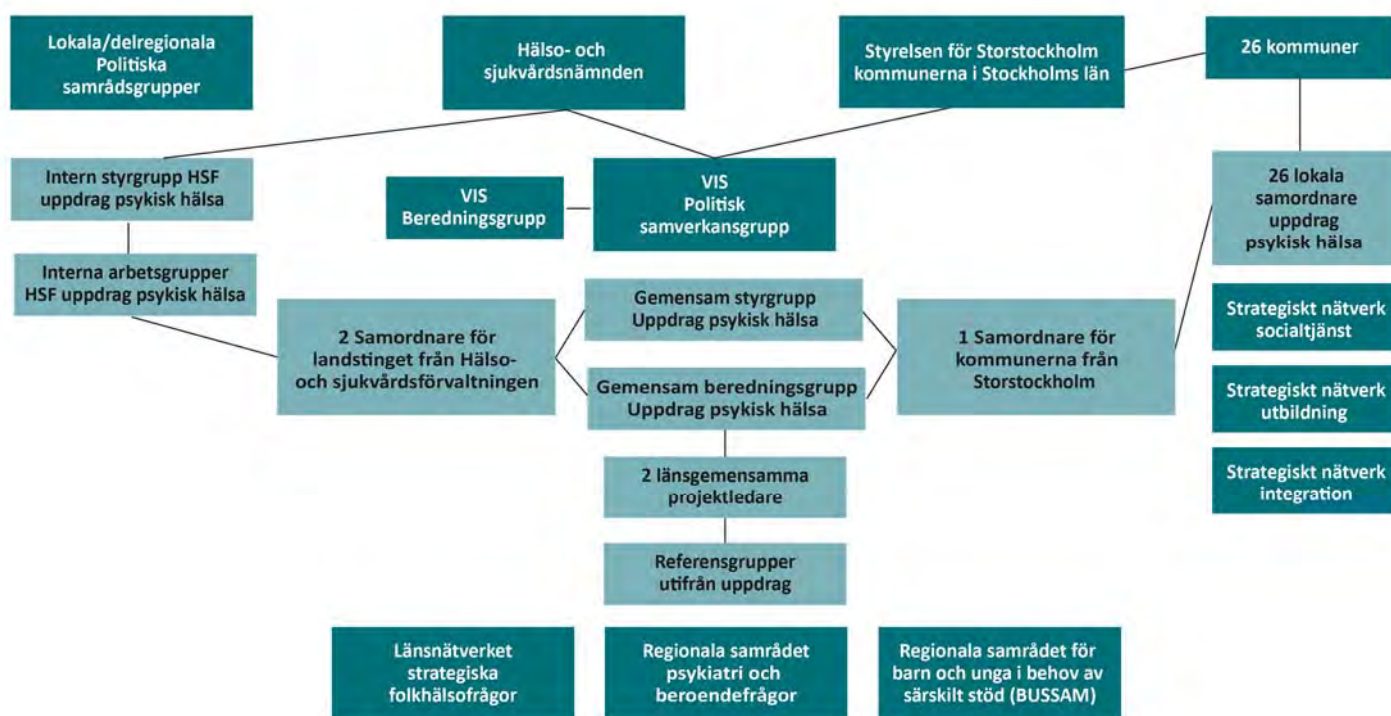 Lokala/delregionala
Politiska
samrådsgrupper
Hälso- och
sjukvårdsnämnden
Styrelsen för Storstockholm
kommunerna i Stockholms län
26 kommuner
Intern styrgrupp HSF
uppdrag psykisk hälsa
VIS
Beredningsgrupp
VIS
Politisk
samverkansgrupp
26 lokala
samordnare
uppdrag
psykisk hälsa
Interna arbetsgrupper
HSF uppdrag psykisk hälsa
2 Samordnare för
landstinget från Hälso-
och sjukvårdsförvaltningen
Gemensam styrgrupp
Uppdrag psykisk hälsa
Gemensam beredningsgrupp
Uppdrag psykisk hälsa
1 Samordnare för
kommunerna från
Storstockholm
Strategiskt nätverk
socialtjänst
Strategiskt nätverk
utbildning
Strategiskt nätverk
integration
2 länsgemensamma
projektledare
Referensgrupper
utifrån uppdrag
Länsnätverket
strategiska
folkhälsofrågor
Regionala samrådet
psykiatri och
beroendefrågor
Regionala samrådet för
barn och unga i behov av
särskilt stöd (BUSSAM)